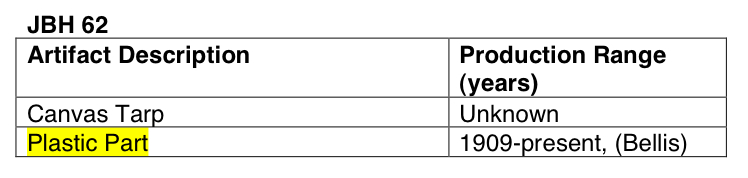 JBH 62
Artifact Description Production Range
(years)
Canvas Tarp Unknown
Plastic Part 1909-present, (Bellis)